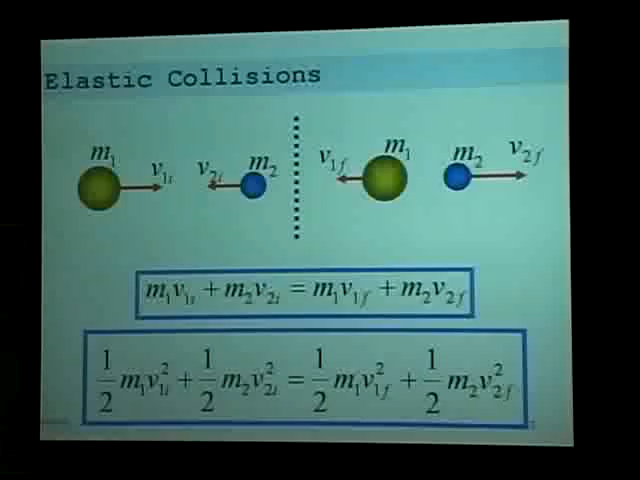 Elastic Collisions
m₁ v₁ᵢ v₂ᵢ m₂ v₁f m₁ m₂ v₂f
m₁v₁ᵢ + m₂v₂ᵢ = m₁v₁f + m₂v₂f
1/2 m₁v₁ᵢ² + 1/2 m₂v₂ᵢ² = 1/2 m₁v₁f² + 1/2 m₂v₂f²